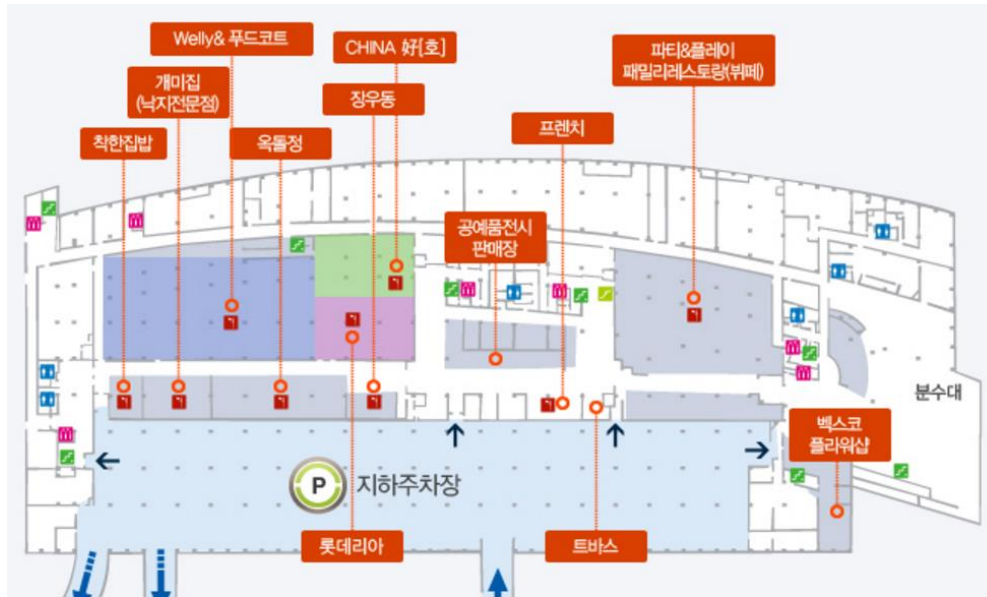 Welly& 푸드코트
CHINA 好[호]
파티&플레이
패밀리레스토랑(뷔페)
개미집
(낙지전문점)
장우동
프렌치
착한집밥
옥돌정
공예품전시
판매장
분수대
벡스코
플라워샵
P
지하주차장
롯데리아
트바스